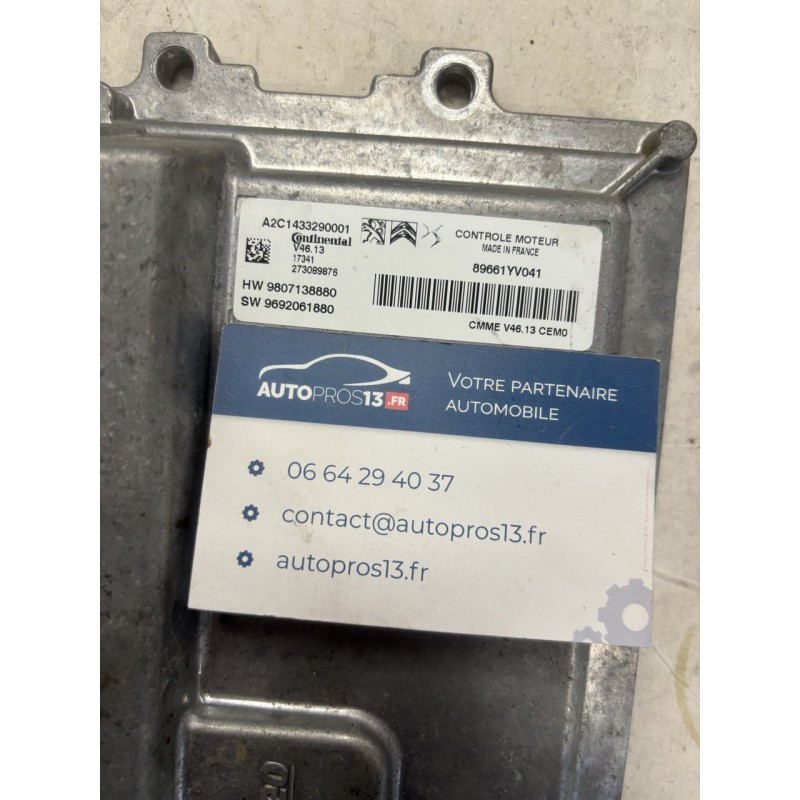 A2C1433290001
Continental
V46.13
17341
273089876
HW 9807138880
SW 9692061880
CONTROLE MOTEUR
MADE IN FRANCE
89661YV041
CMME V46.13 CEM0
AUTOPROS13.FR
VOTRE PARTENAIRE
AUTOMOBILE
06 64 29 40 37
contact@autopros13.fr
autopros13.fr